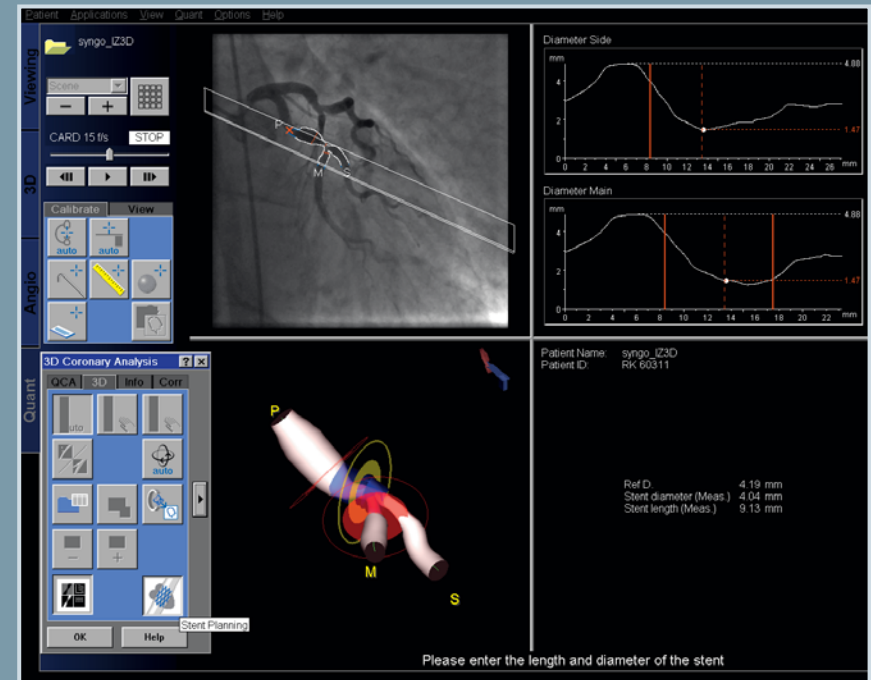 Patient Applications View Quant Options Help
Viewing
3D
Angio
Quant
syngo_IZ3D
Scene
− +
CARD 15 f/s STOP
Calibrate View
auto auto
3D Coronary Analysis ? ×
QCA 3D Info Corr
auto
− +
OK Help
Stent Planning
P
M S
Diameter Side
mm
4.88
4
2
1.47
0
0 2 4 6 8 10 12 14 16 18 20 22 24 26 mm
Diameter Main
mm
4.88
4
2
1.47
0
0 2 4 6 8 10 12 14 16 18 20 22 mm
P
M
S
Patient Name: syngo_IZ3D
Patient ID: RK 60311
Ref D. 4.19 mm
Stent diameter (Meas.) 4.04 mm
Stent length (Meas.) 9.13 mm
Please enter the length and diameter of the stent